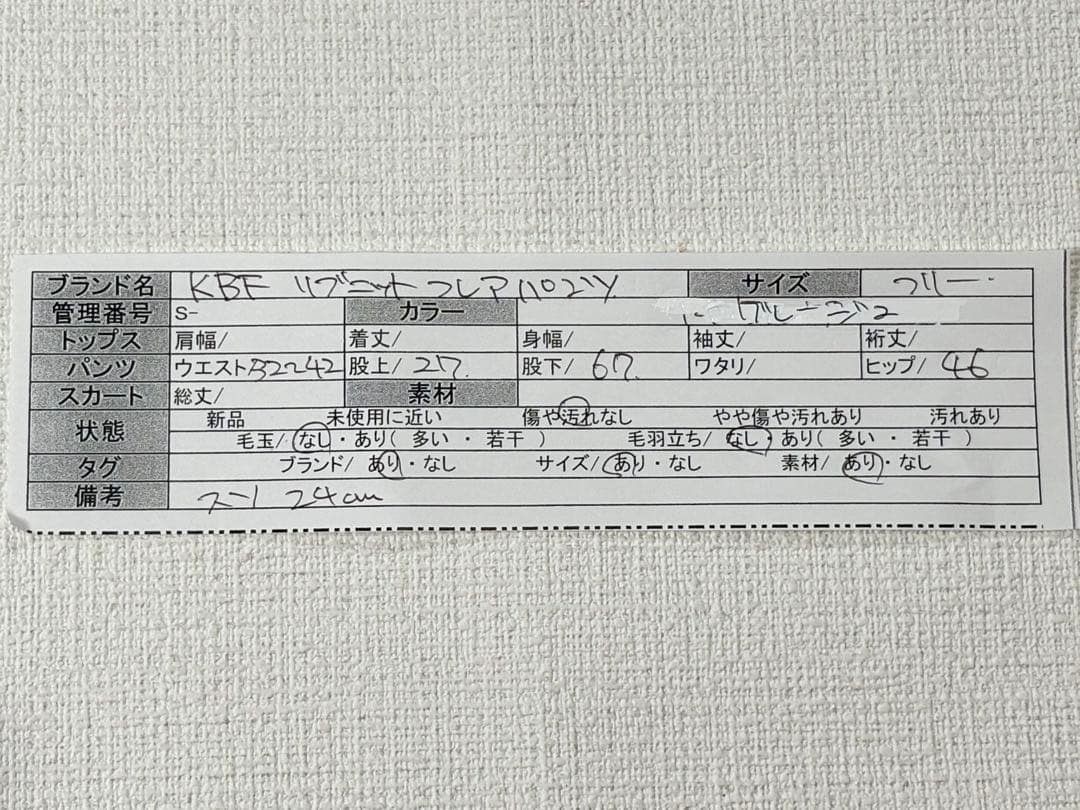 ブランド名 KBF リブニットフレアパンツ サイズ フリー
管理番号 S- カラー グレージュ
トップス 肩幅/ 着丈/ 身幅/ 袖丈/ 裄丈/
パンツ ウエスト32~42 股上/27. 股下/67. ワタリ/ ヒップ/46
スカート 総丈/ 素材
状態 新品 未使用に近い 傷や汚れなし やや傷や汚れあり 汚れあり
毛玉/なし・あり( 多い ・ 若干 ) 毛羽立ち/なし・あり( 多い ・ 若干 )
タグ ブランド/ あり・なし サイズ/あり・なし 素材/あり・なし
備考 スソ 24cm